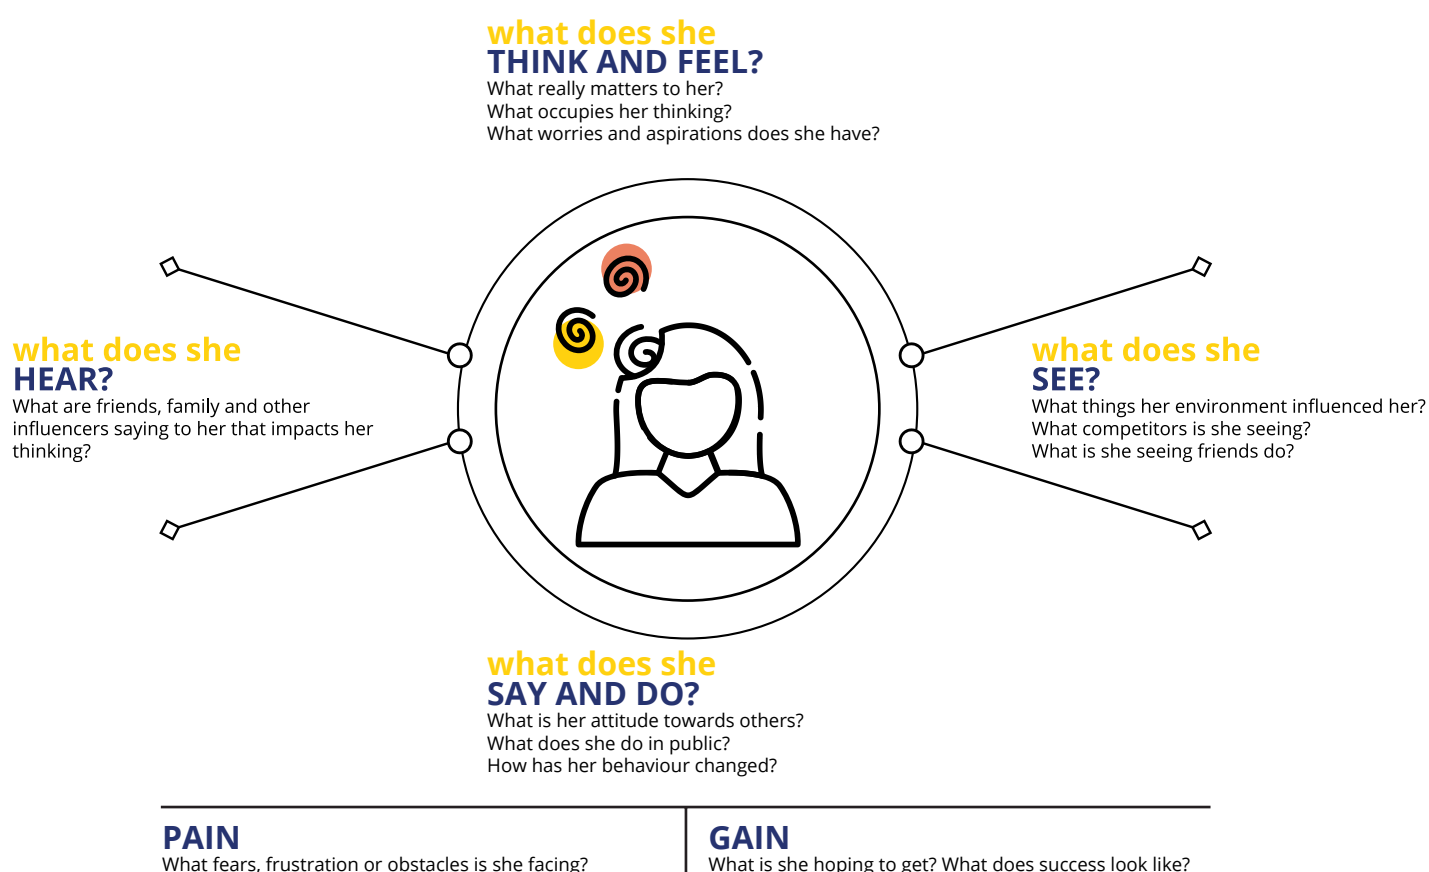 what does she
THINK AND FEEL?
What really matters to her?
What occupies her thinking?
What worries and aspirations does she have?
what does she
HEAR?
What are friends, family and other
influencers saying to her that impacts her
thinking?
what does she
SEE?
What things her environment influenced her?
What competitors is she seeing?
What is she seeing friends do?
what does she
SAY AND DO?
What is her attitude towards others?
What does she do in public?
How has her behaviour changed?
PAIN
What fears, frustration or obstacles is she facing?
GAIN
What is she hoping to get? What does success look like?